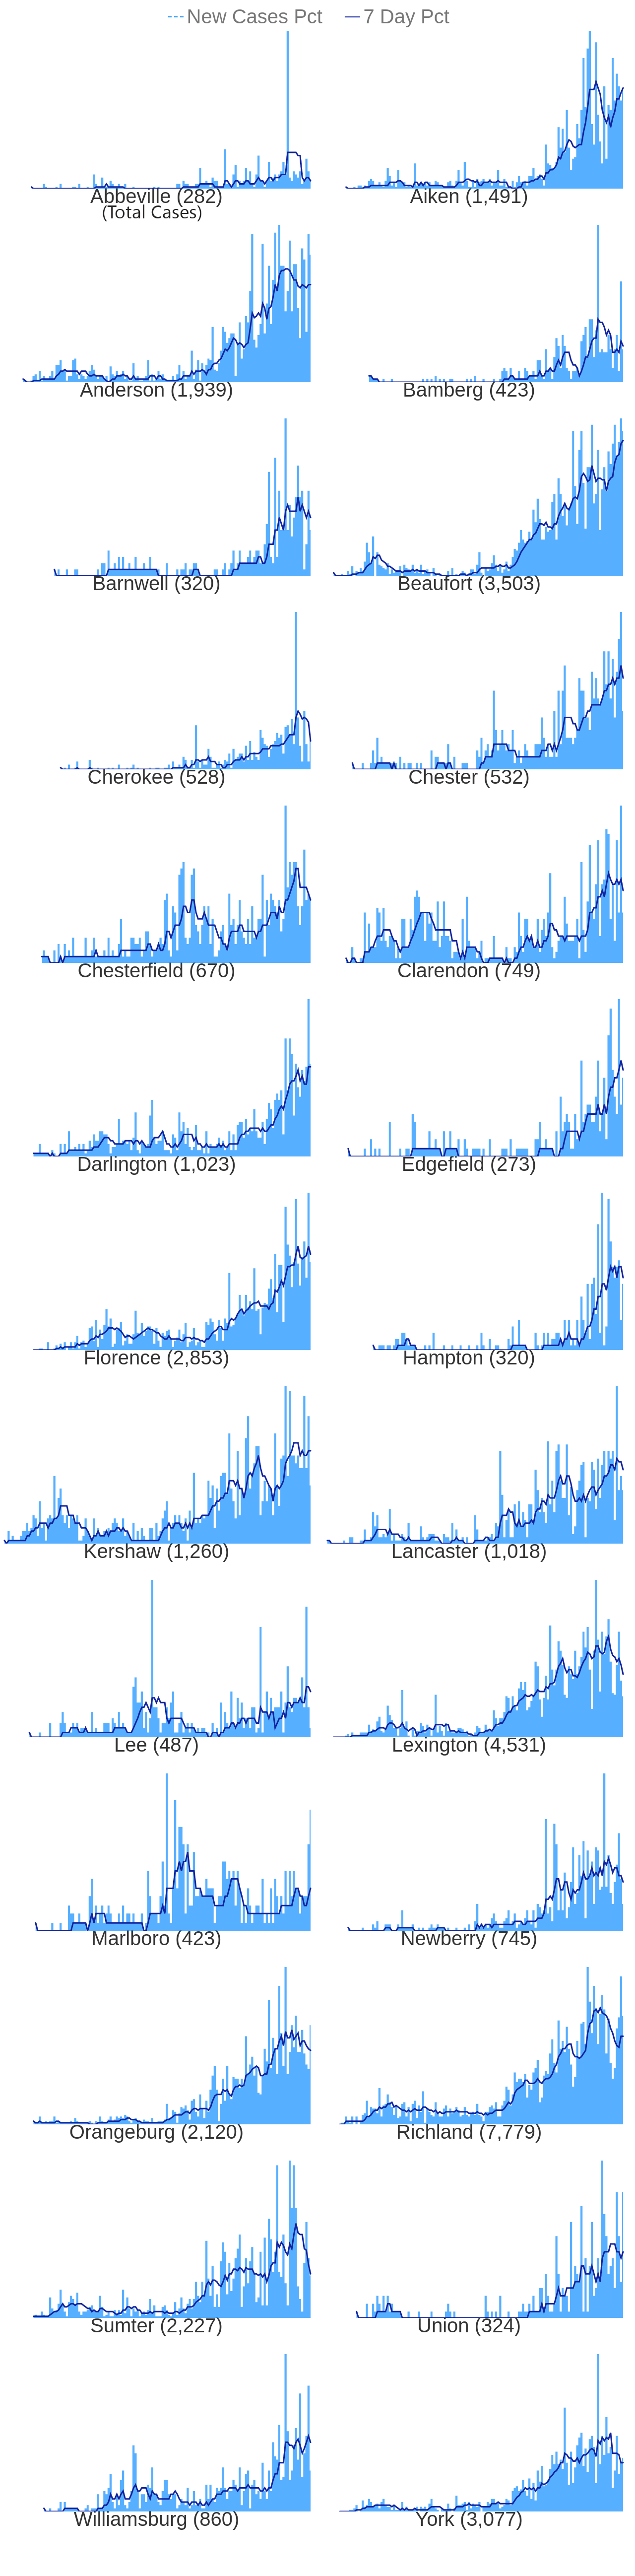 New Cases Pct 7 Day Pct
Abbeville (282) Aiken (1,491)
(Total Cases)
Anderson (1,939) Bamberg (423)
Barnwell (320) Beaufort (3,503)
Cherokee (528) Chester (532)
Chesterfield (670) Clarendon (749)
Darlington (1,023) Edgefield (273)
Florence (2,853) Hampton (320)
Kershaw (1,260) Lancaster (1,018)
Lee (487) Lexington (4,531)
Marlboro (423) Newberry (745)
Orangeburg (2,120) Richland (7,779)
Sumter (2,227) Union (324)
Williamsburg (860) York (3,077)